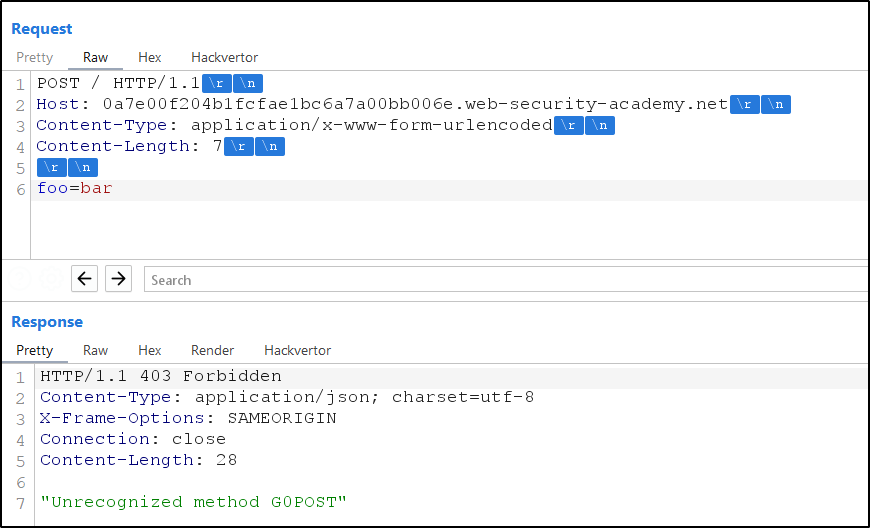 Request
Pretty Raw Hex Hackvertor
1 POST / HTTP/1.1 \r \n
2 Host: 0a7e00f204b1fcfae1bc6a7a00bb006e.web-security-academy.net \r \n
3 Content-Type: application/x-www-form-urlencoded \r \n
4 Content-Length: 7 \r \n
5 \r \n
6 foo=bar
Search
Response
Pretty Raw Hex Render Hackvertor
1 HTTP/1.1 403 Forbidden
2 Content-Type: application/json; charset=utf-8
3 X-Frame-Options: SAMEORIGIN
4 Connection: close
5 Content-Length: 28
6
7 "Unrecognized method G0POST"